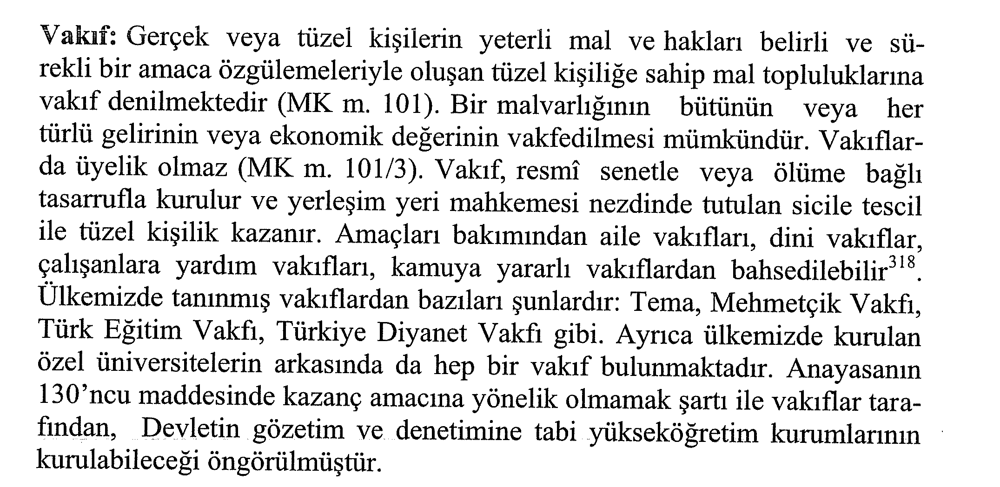 Vakıf: Gerçek veya tüzel kişilerin yeterli mal ve hakları belirli ve sü-
rekli bir amaca özgülemeleriyle oluşan tüzel kişiliğe sahip mal topluluklarına
vakıf denilmektedir (MK m. 101). Bir malvarlığının bütünün veya her
türlü gelirinin veya ekonomik değerinin vakfedilmesi mümkündür. Vakıflar-
da üyelik olmaz (MK m. 101/3). Vakıf, resmî senetle veya ölüme bağlı
tasarrufla kurulur ve yerleşim yeri mahkemesi nezdinde tutulan sicile tescil
ile tüzel kişilik kazanır. Amaçları bakımından aile vakıfları, dini vakıflar,
çalışanlara yardım vakıfları, kamuya yararlı vakıflardan bahsedilebilir318.
Ülkemizde tanınmış vakıflardan bazıları şunlardır: Tema, Mehmetçik Vakfı,
Türk Eğitim Vakfı, Türkiye Diyanet Vakfı gibi. Ayrıca ülkemizde kurulan
özel üniversitelerin arkasında da hep bir vakıf bulunmaktadır. Anayasanın
130’ncu maddesinde kazanç amacına yönelik olmamak şartı ile vakıflar tara-
fından, Devletin gözetim ve denetimine tabi yükseköğretim kurumlarının
kurulabileceği öngörülmüştür.